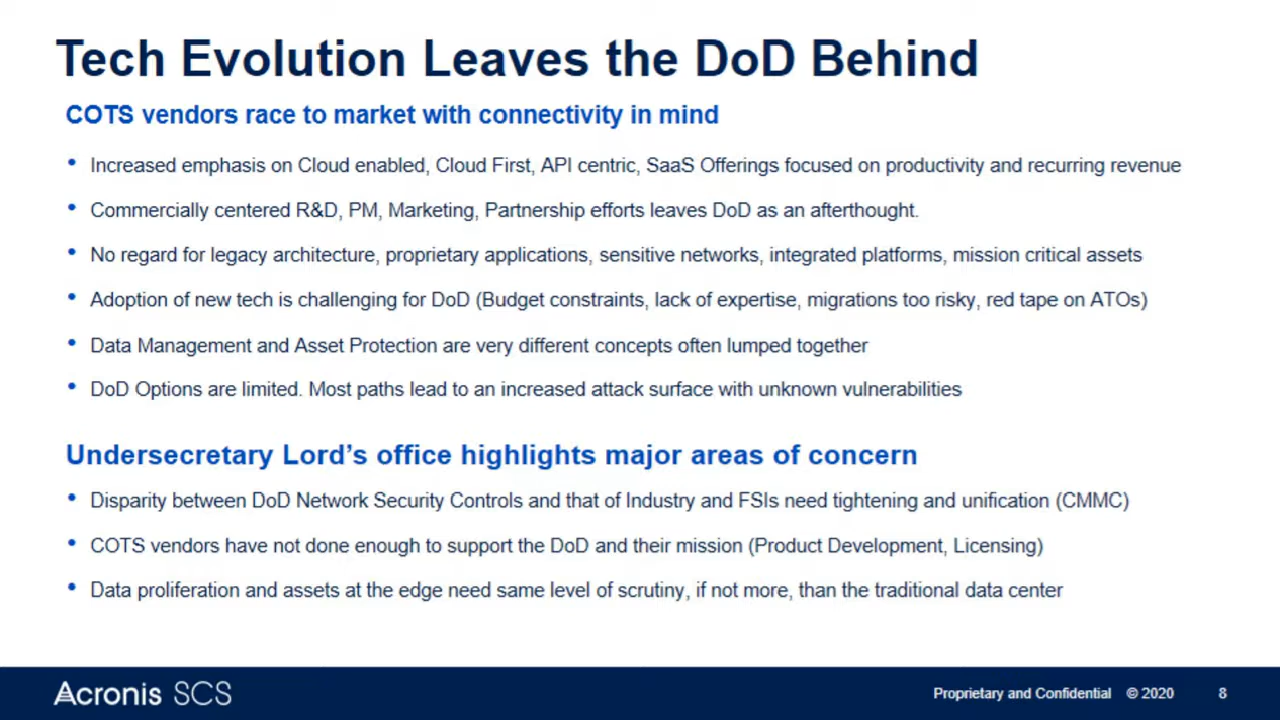 Tech Evolution Leaves the DoD Behind
COTS vendors race to market with connectivity in mind
• Increased emphasis on Cloud enabled, Cloud First, API centric, SaaS Offerings focused on productivity and recurring revenue
• Commercially centered R&D, PM, Marketing, Partnership efforts leaves DoD as an afterthought.
• No regard for legacy architecture, proprietary applications, sensitive networks, integrated platforms, mission critical assets
• Adoption of new tech is challenging for DoD (Budget constraints, lack of expertise, migrations too risky, red tape on ATOs)
• Data Management and Asset Protection are very different concepts often lumped together
• DoD Options are limited. Most paths lead to an increased attack surface with unknown vulnerabilities
Undersecretary Lord's office highlights major areas of concern
• Disparity between DoD Network Security Controls and that of Industry and FSIs need tightening and unification (CMMC)
• COTS vendors have not done enough to support the DoD and their mission (Product Development, Licensing)
• Data proliferation and assets at the edge need same level of scrutiny, if not more, than the traditional data center
Acronis SCS
Proprietary and Confidential © 2020 8